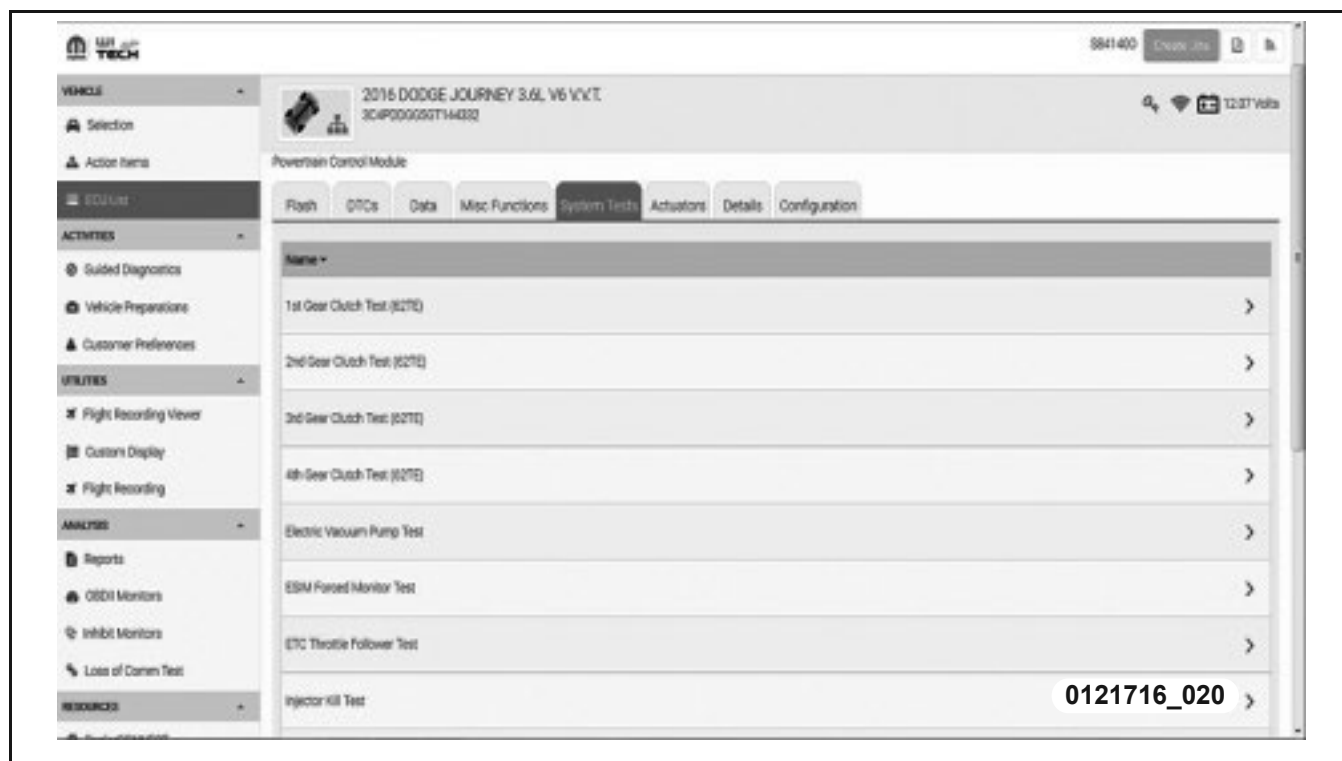 wi
TECH
S841400
VEHICLE
Selection
Action Items
ECU List
ACTIVITIES
Guided Diagnostics
Vehicle Preparations
Customer Preferences
UTILITIES
Flight Recording Viewer
Custom Display
Flight Recording
ANALYSIS
Reports
OBDII Monitors
Inhibit Monitors
Loss of Comm Test
RESOURCES
2016 DODGE JOURNEY 3.6L V6 V.V.T.
Powertrain Control Module
Flash DTCs Data Misc Functions System Tests Actuators Details Configuration
Name
1st Gear Clutch Test (62TE)
2nd Gear Clutch Test (62TE)
3rd Gear Clutch Test (62TE)
4th Gear Clutch Test (62TE)
Electric Vacuum Pump Test
ESIM Forced Monitor Test
ETC Throttle Follower Test
Injector Kill Test
0121716_020